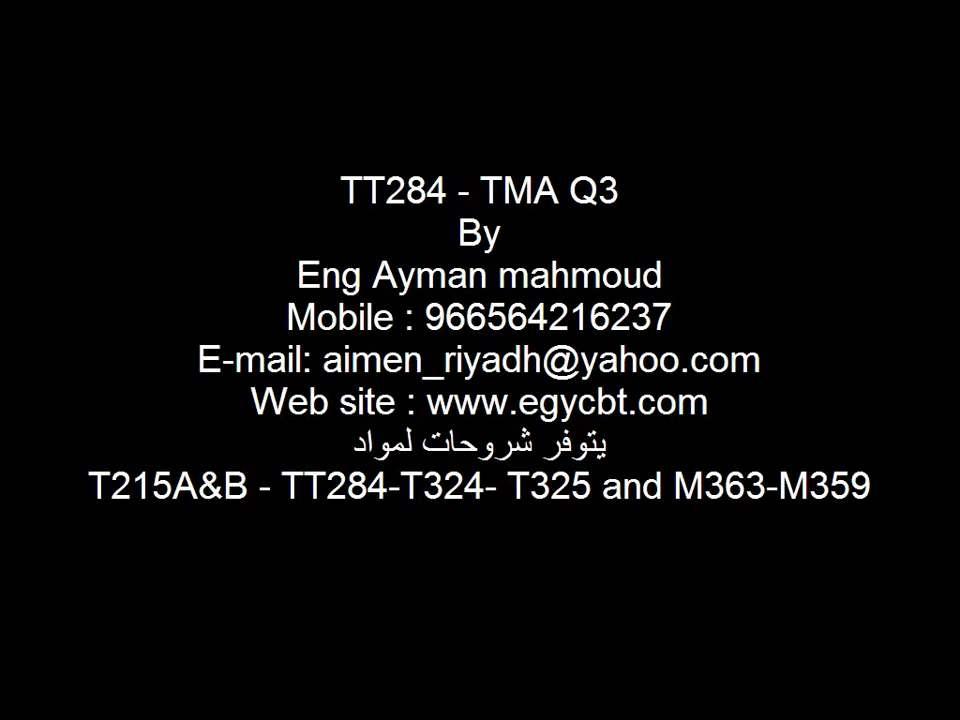 TT284 - TMA Q3
By
Eng Ayman mahmoud
Mobile : 966564216237
E-mail: aimen_riyadh@yahoo.com
Web site : www.egycbt.com
يتوفر شروحات لمواد
T215A&B - TT284-T324- T325 and M363-M359